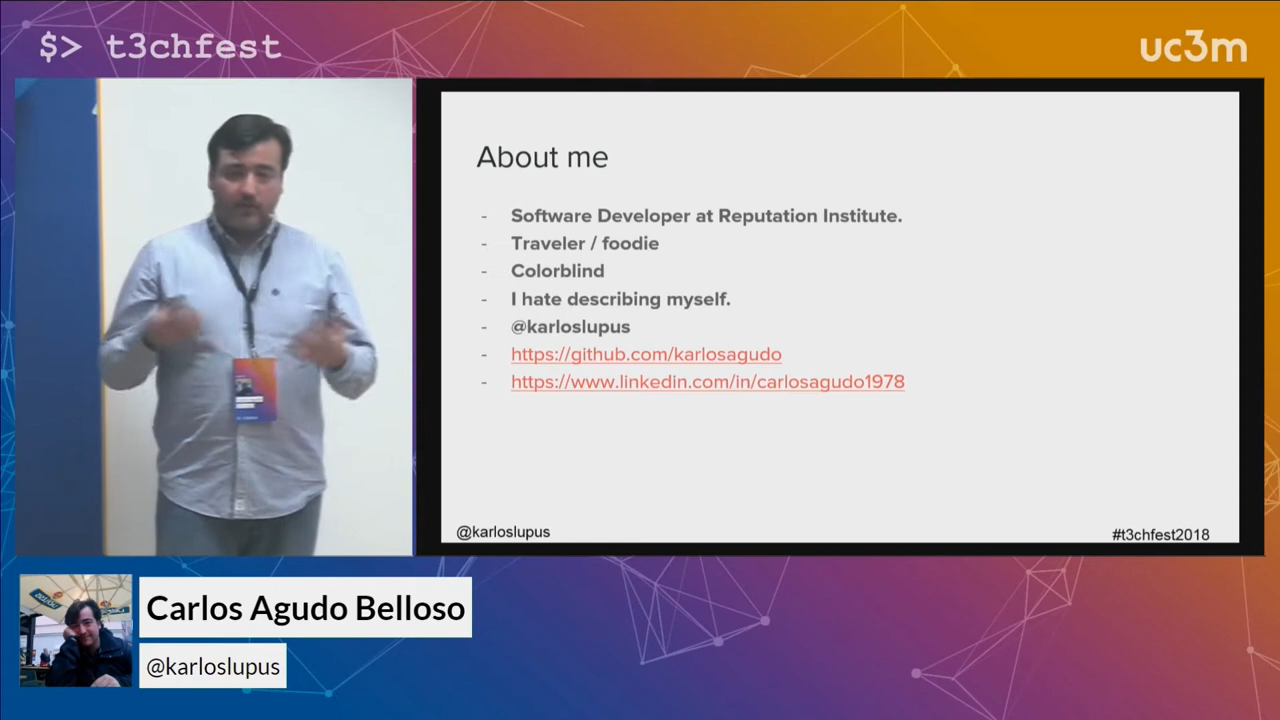 $> t3chfest
uc3m
About me
- Software Developer at Reputation Institute.
- Traveler / foodie
- Colorblind
- I hate describing myself.
- @karloslupus
- https://github.com/karlosagudo
- https://www.linkedin.com/in/carlosagudo1978
@karloslupus
#t3chfest2018
Carlos Agudo Belloso
@karloslupus